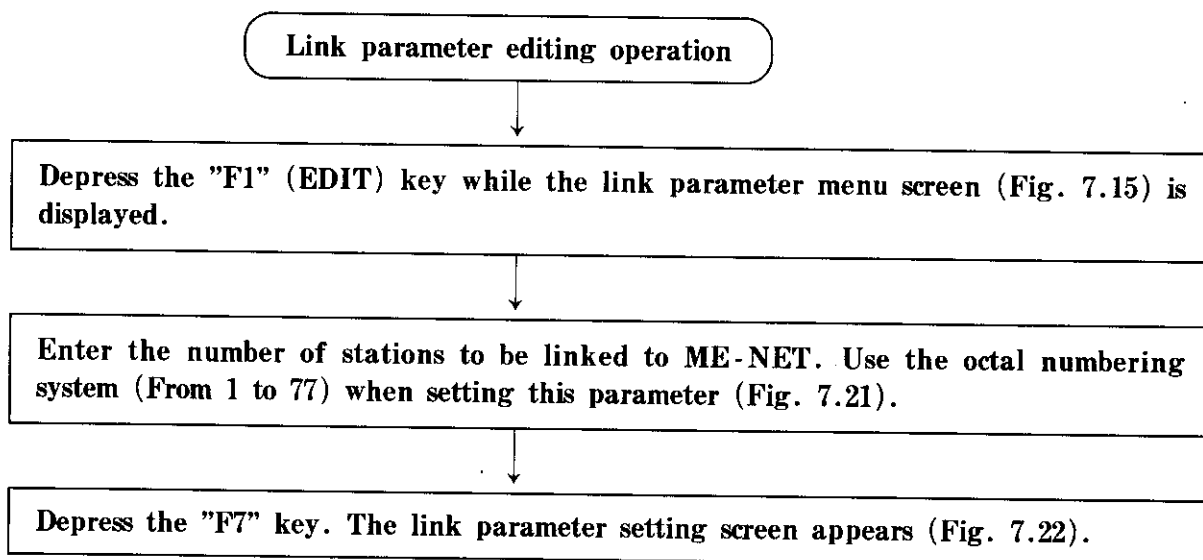 Link parameter editing operation
Depress the "F1" (EDIT) key while the link parameter menu screen (Fig. 7.15) is
displayed.
Enter the number of stations to be linked to ME-NET. Use the octal numbering
system (From 1 to 77) when setting this parameter (Fig. 7.21).
Depress the "F7" key. The link parameter setting screen appears (Fig. 7.22).